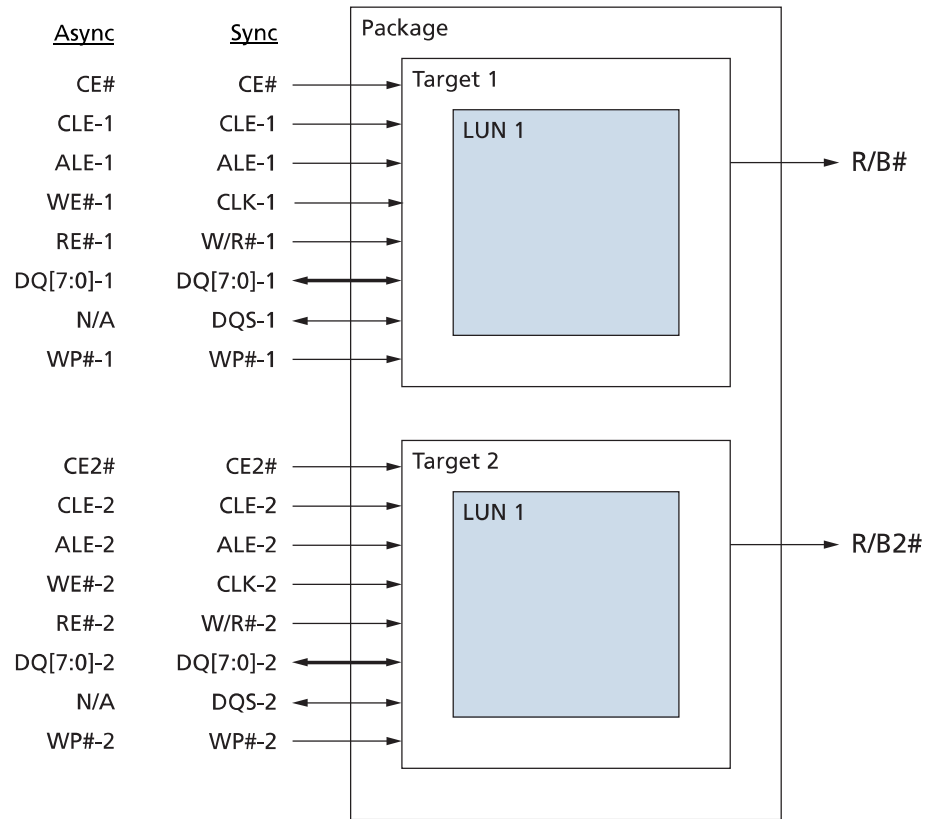 Async Sync Package
CE# CE# Target 1
CLE-1 CLE-1 LUN 1
ALE-1 ALE-1 R/B#
WE#-1 CLK-1
RE#-1 W/R#-1
DQ[7:0]-1 DQ[7:0]-1
N/A DQS-1
WP#-1 WP#-1
CE2# CE2# Target 2
CLE-2 CLE-2 LUN 1
ALE-2 ALE-2 R/B2#
WE#-2 CLK-2
RE#-2 W/R#-2
DQ[7:0]-2 DQ[7:0]-2
N/A DQS-2
WP#-2 WP#-2